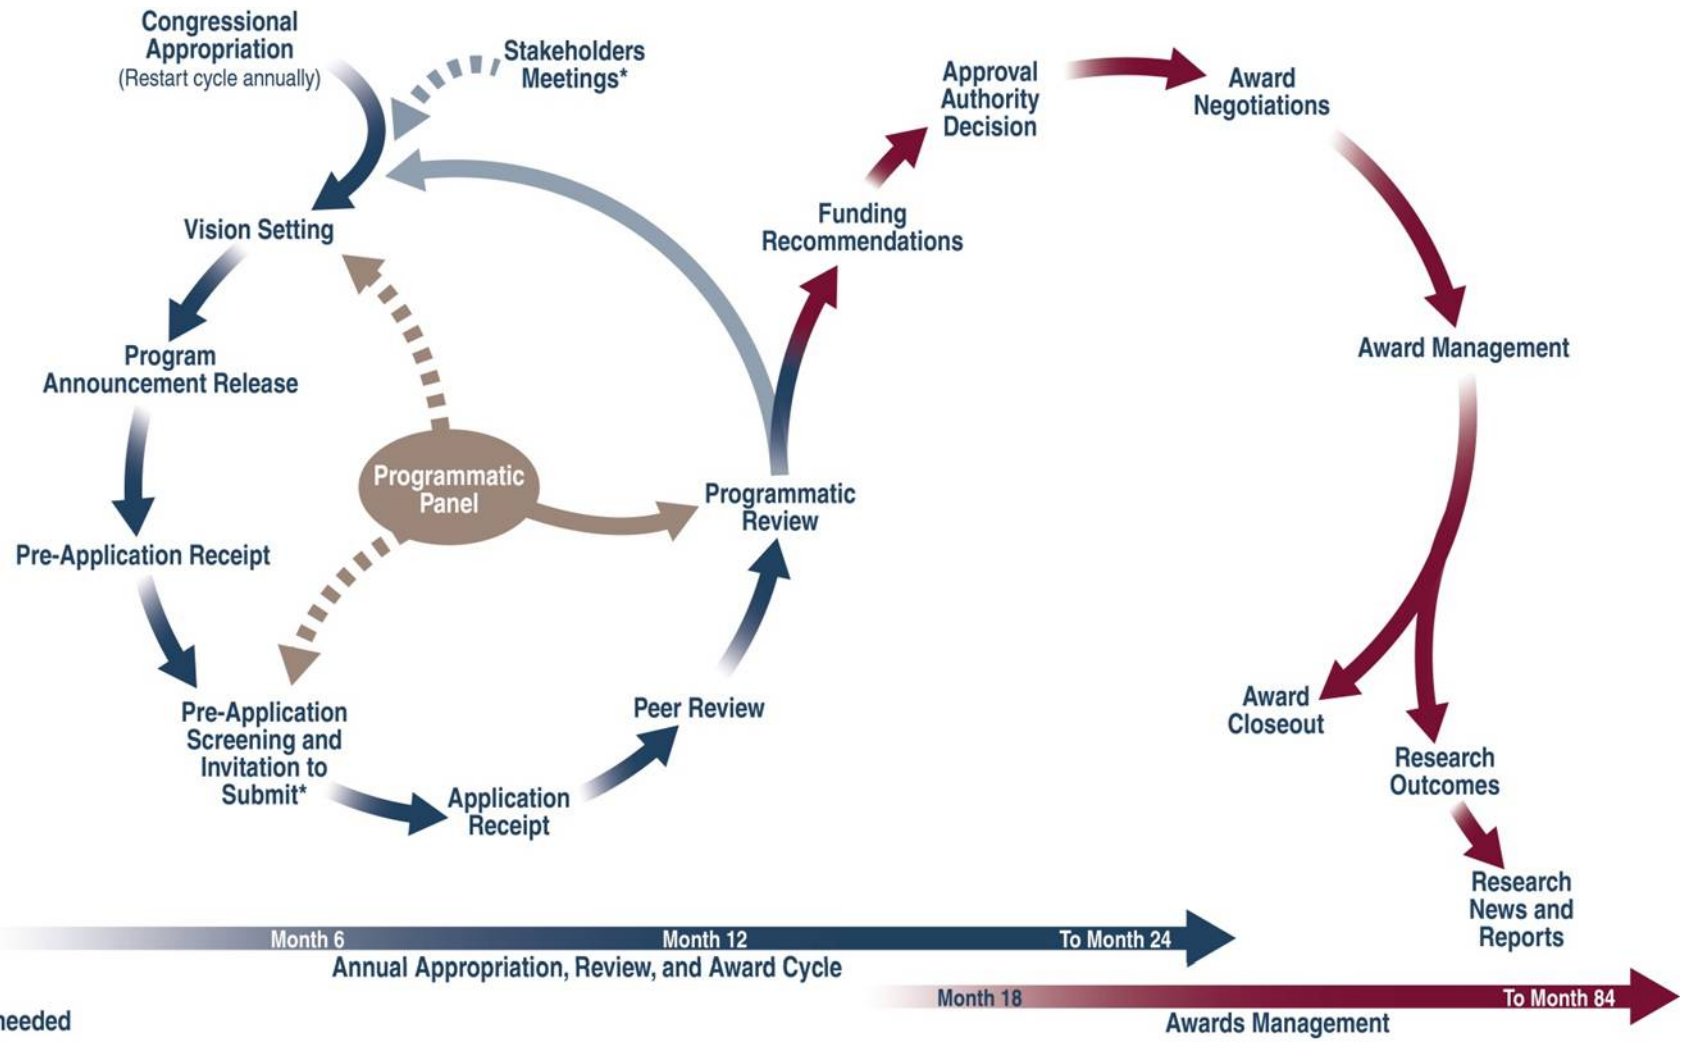 Congressional
Appropriation
(Restart cycle annually)
Stakeholders
Meetings*
Vision Setting
Program
Announcement Release
Pre-Application Receipt
Pre-Application
Screening and
Invitation to
Submit*
Application
Receipt
Peer Review
Programmatic
Review
Programmatic
Panel
Funding
Recommendations
Approval
Authority
Decision
Award
Negotiations
Award Management
Award
Closeout
Research
Outcomes
Research
News and
Reports
Month 6
Month 12
To Month 24
Annual Appropriation, Review, and Award Cycle
Month 18
To Month 84
Awards Management
needed